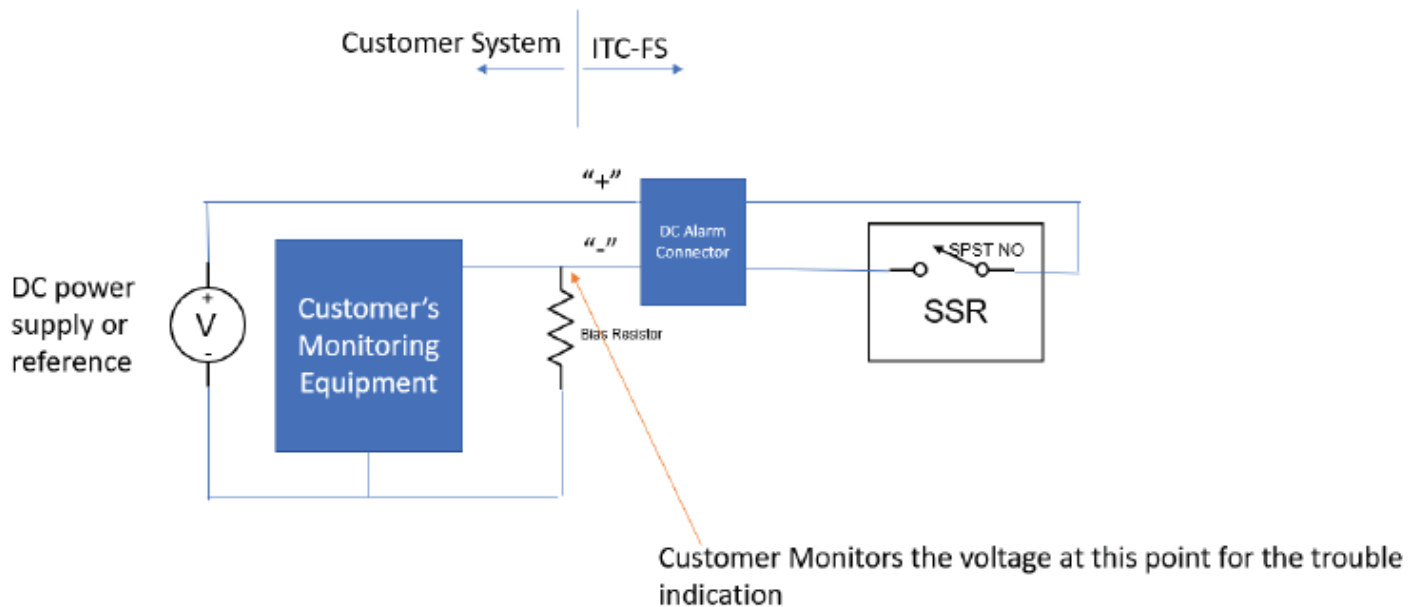 Customer System
ITC-FS
“+”
“-”
DC Alarm
Connector
SPST NO
SSR
DC power
supply or
reference
+
V
-
Customer’s
Monitoring
Equipment
Bias Resistor
Customer Monitors the voltage at this point for the trouble
indication